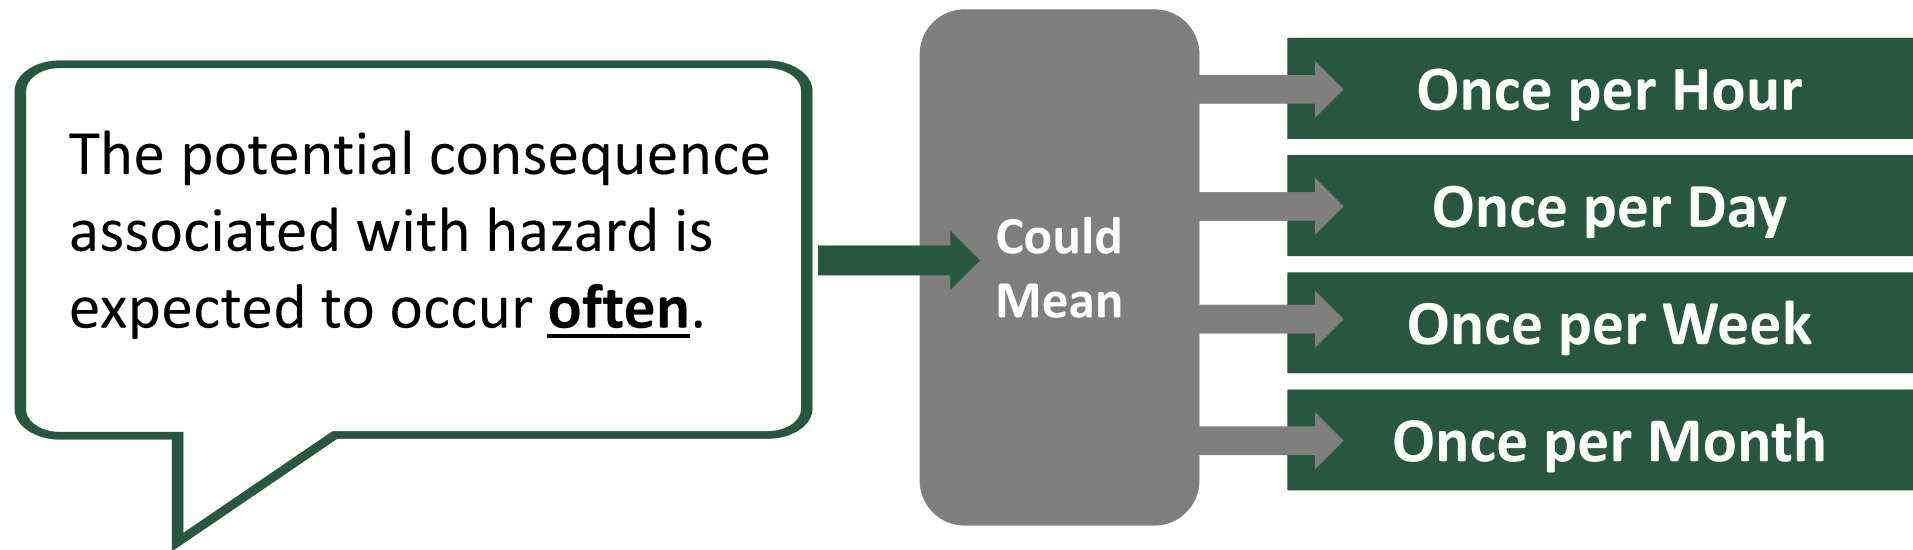 The potential consequence
associated with hazard is
expected to occur often.
Could
Mean
Once per Hour
Once per Day
Once per Week
Once per Month